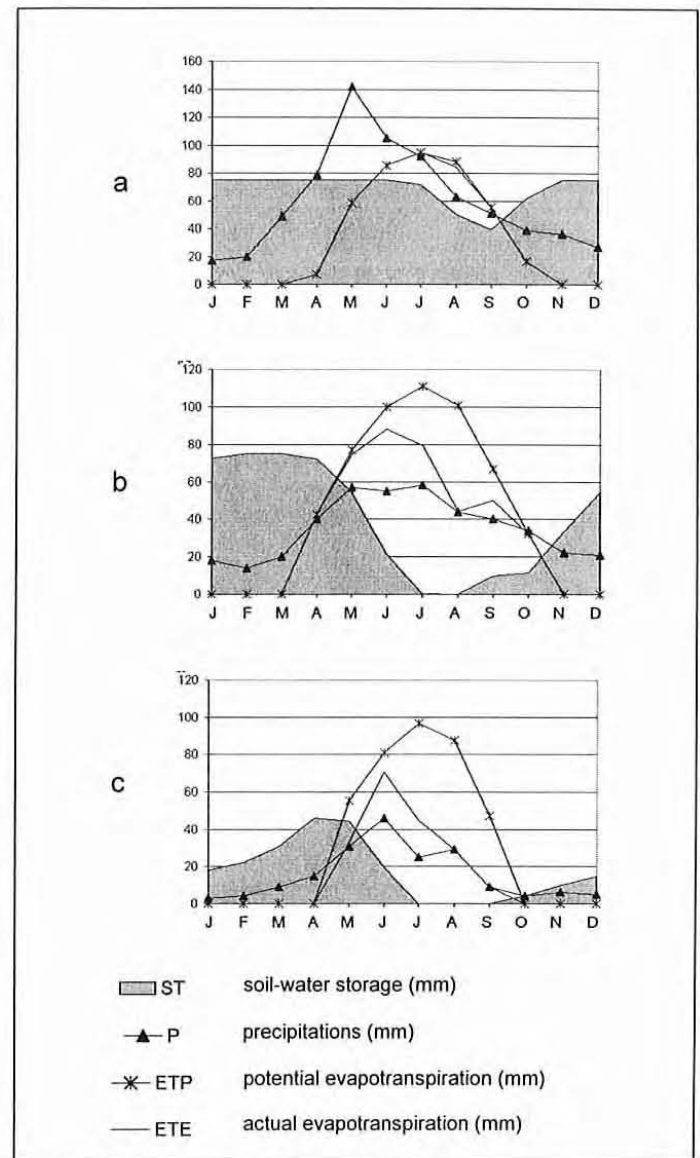 a
160
140
120
100
80
60
40
20
0
J F M A M J J A S O N D
b
120
100
80
60
40
20
0
J F M A M J J A S O N D
c
120
100
80
60
40
20
0
J F M A M J J A S O N D
ST soil-water storage (mm)
P precipitations (mm)
ETP potential evapotranspiration (mm)
ETE actual evapotranspiration (mm)